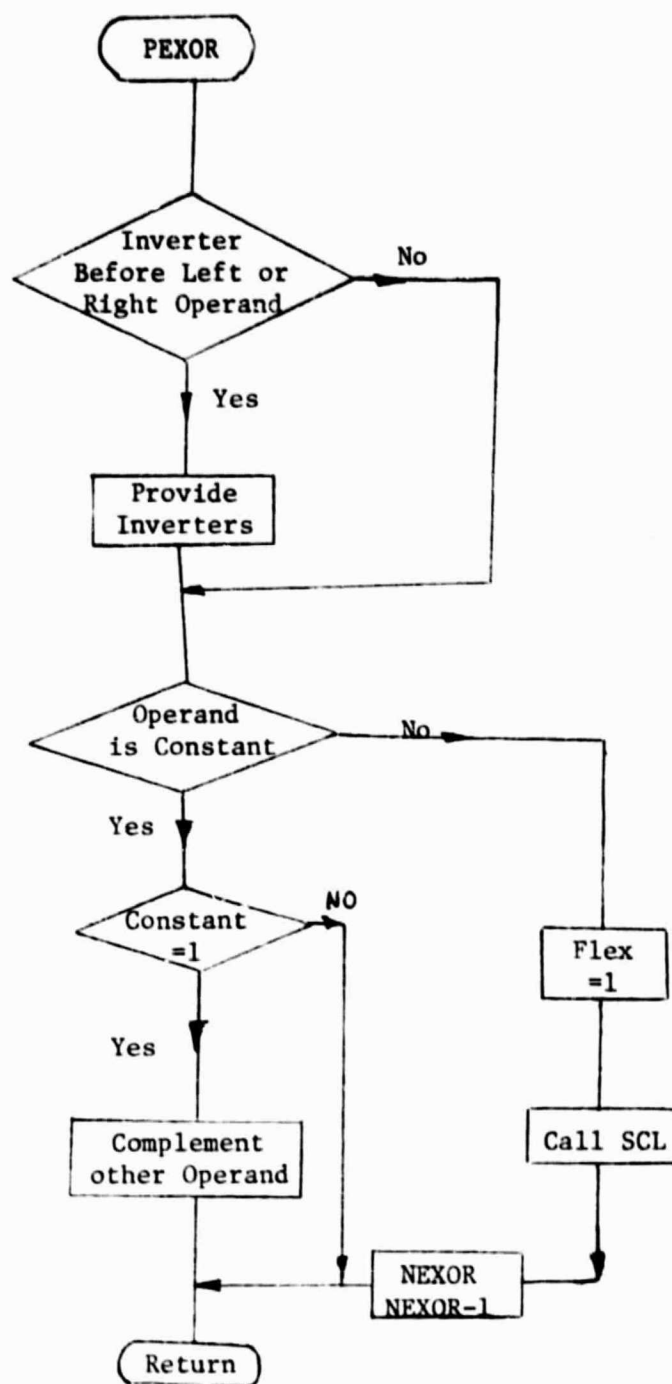 PEXOR
Inverter
Before Left or
Right Operand
No
Yes
Provide
Inverters
Operand
is Constant
No
Yes
Constant
=1
NO
Flex
=1
Yes
Complement
other Operand
Call SCL
NEXOR
NEXOR-1
Return